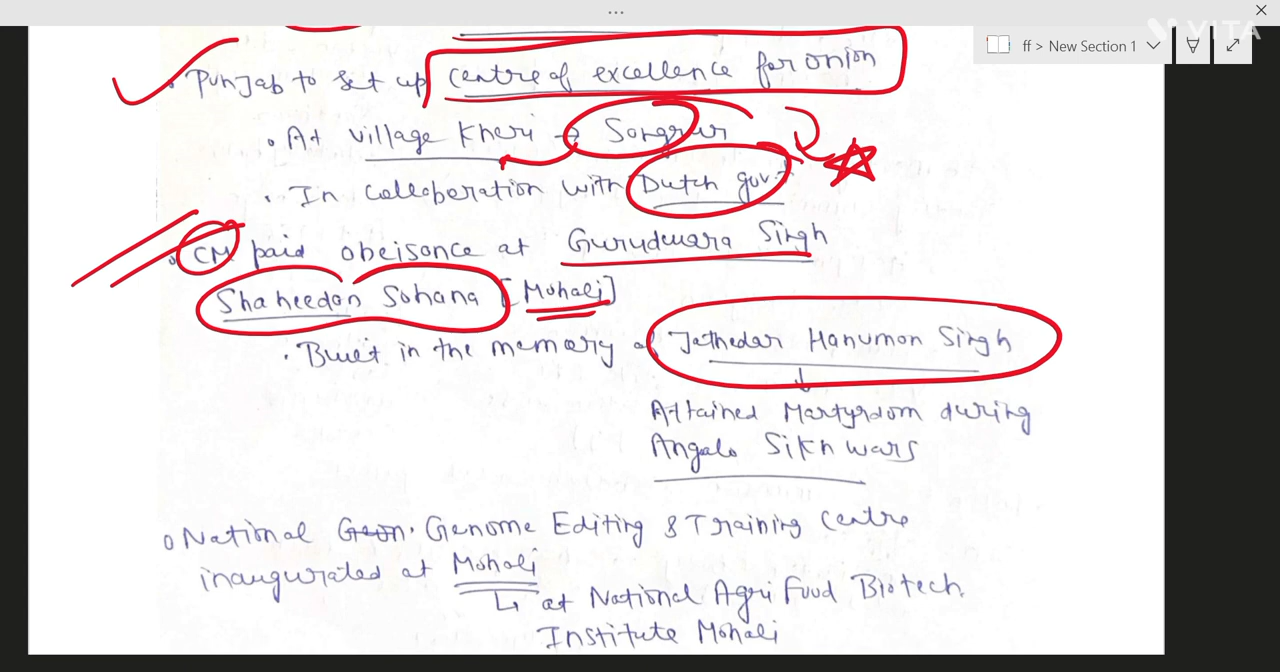 ...
VITA
ff > New Section 1
Punjab to set up centre of excellence for onion
At village Kheri → Sangrur
In collaberation with Dutch govt
CM paid obeisance at Gurudwara Singh
Shaheedan Sohana [Mohali]
Built in the memory of Jathedar Hanuman Singh
Attained Martyrdom during
Angalo Sikh wars
National Genome Editing & Training Centre
inaugurated at Mohali
at National Agri Food Biotech
Institute Mohali